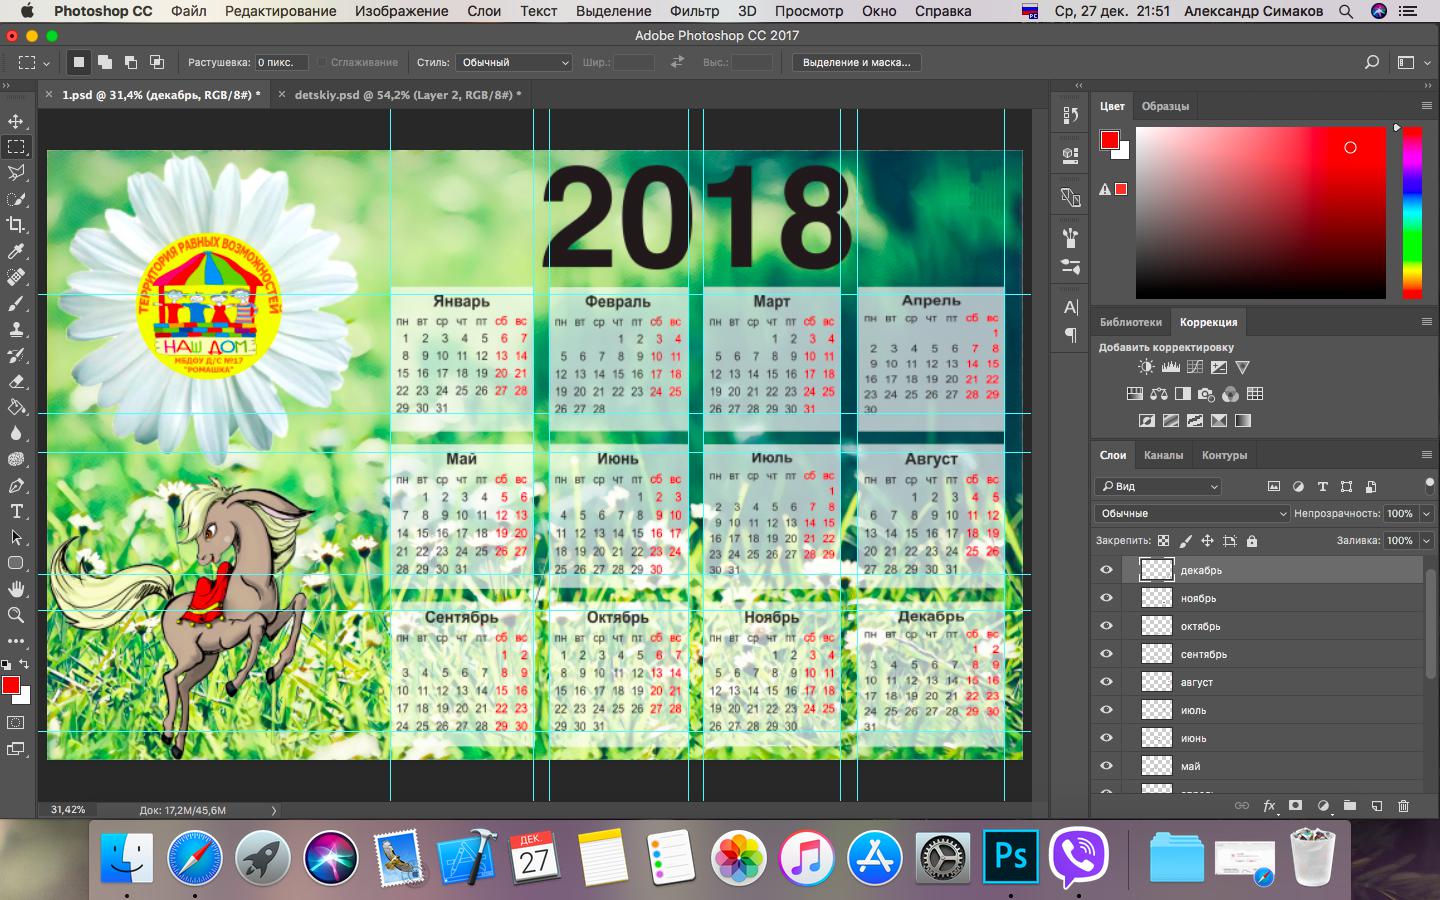 Photoshop CC Файл Редактирование Изображение Слои Текст Выделение Фильтр 3D Просмотр Окно Справка РС Ср, 27 дек. 21:51 Александр Симаков
Adobe Photoshop CC 2017
Растушевка: 0 пикс. Сглаживание Стиль: Обычный Шир.: Выс.: Выделение и маска...
1.psd @ 31,4% (декабрь, RGB/8#) *
detskiy.psd @ 54,2% (Layer 2, RGB/8#) *
ТЕРРИТОРИЯ РАВНЫХ ВОЗМОЖНОСТЕЙ
НАШ ДОМ
МБДОУ Д/С №17
"РОМАШКА"
2018
Январь
пн вт ср чт пт сб вс
1 2 3 4 5 6 7
8 9 10 11 12 13 14
15 16 17 18 19 20 21
22 23 24 25 26 27 28
29 30 31
Февраль
пн вт ср чт пт сб вс
1 2 3 4
5 6 7 8 9 10 11
12 13 14 15 16 17 18
19 20 21 22 23 24 25
26 27 28
Март
пн вт ср чт пт сб вс
1 2 3 4
5 6 7 8 9 10 11
12 13 14 15 16 17 18
19 20 21 22 23 24 25
26 27 28 29 30 31
Апрель
пн вт ср чт пт сб вс
1
2 3 4 5 6 7 8
9 10 11 12 13 14 15
16 17 18 19 20 21 22
23 24 25 26 27 28 29
30
Май
пн вт ср чт пт сб вс
1 2 3 4 5 6
7 8 9 10 11 12 13
14 15 16 17 18 19 20
21 22 23 24 25 26 27
28 29 30 31
Июнь
пн вт ср чт пт сб вс
1 2 3
4 5 6 7 8 9 10
11 12 13 14 15 16 17
18 19 20 21 22 23 24
25 26 27 28 29 30
Июль
пн вт ср чт пт сб вс
1
2 3 4 5 6 7 8
9 10 11 12 13 14 15
16 17 18 19 20 21 22
23 24 25 26 27 28 29
30 31
Август
пн вт ср чт пт сб вс
1 2 3 4 5
6 7 8 9 10 11 12
13 14 15 16 17 18 19
20 21 22 23 24 25 26
27 28 29 30 31
Сентябрь
пн вт ср чт пт сб вс
1 2
3 4 5 6 7 8 9
10 11 12 13 14 15 16
17 18 19 20 21 22 23
24 25 26 27 28 29 30
Октябрь
пн вт ср чт пт сб вс
1 2 3 4 5 6 7
8 9 10 11 12 13 14
15 16 17 18 19 20 21
22 23 24 25 26 27 28
29 30 31
Ноябрь
пн вт ср чт пт сб вс
1 2 3 4
5 6 7 8 9 10 11
12 13 14 15 16 17 18
19 20 21 22 23 24 25
26 27 28 29 30
Декабрь
пн вт ср чт пт сб вс
1 2
3 4 5 6 7 8 9
10 11 12 13 14 15 16
17 18 19 20 21 22 23
24 25 26 27 28 29 30
31
31,42% Док: 17,2M/45,6M
Цвет Образцы
Библиотеки Коррекция
Добавить корректировку
Слои Каналы Контуры
Вид
Обычные Непрозрачность: 100%
Закрепить: Заливка: 100%
декабрь
ноябрь
октябрь
сентябрь
август
июль
июнь
май
ДЕК.
27
Ps